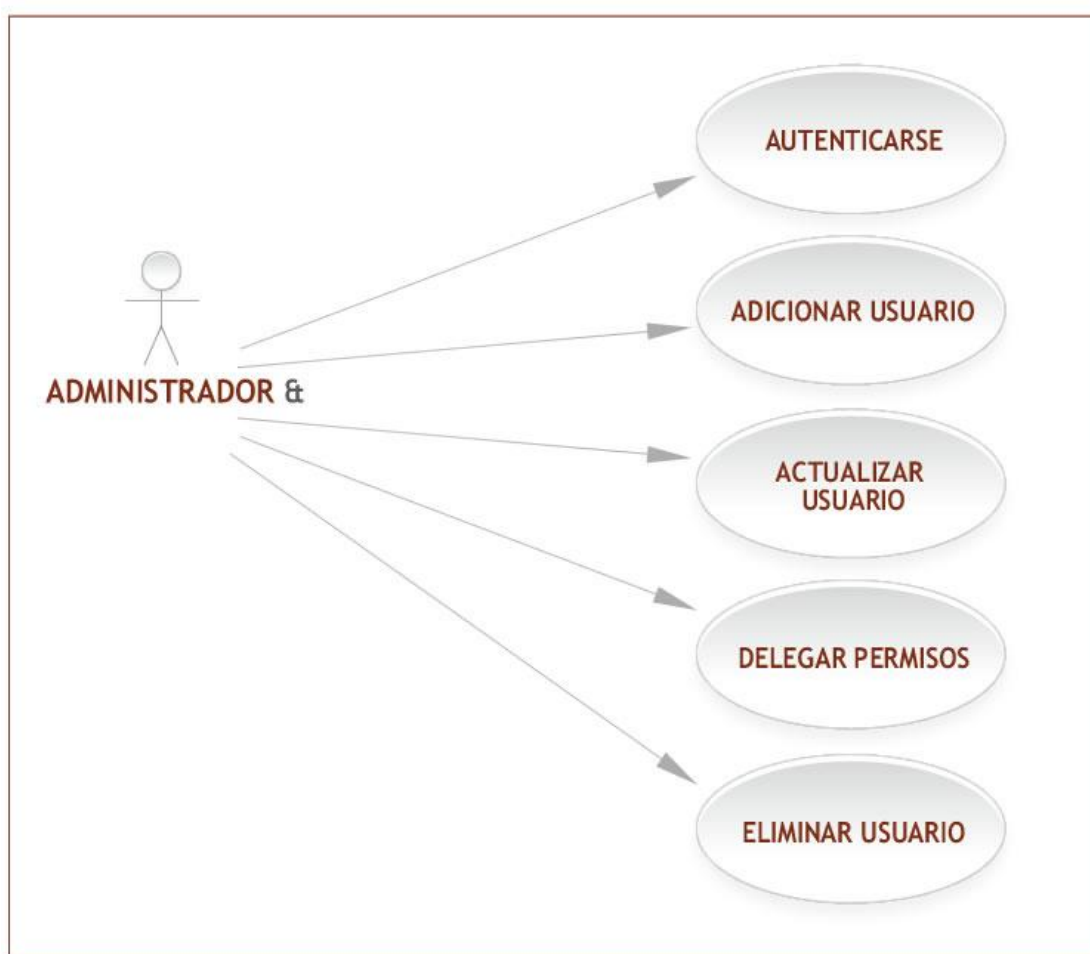 AUTENTICARSE
ADICIONAR USUARIO
ADMINISTRADOR &
ACTUALIZAR
USUARIO
DELEGAR PERMISOS
ELIMINAR USUARIO